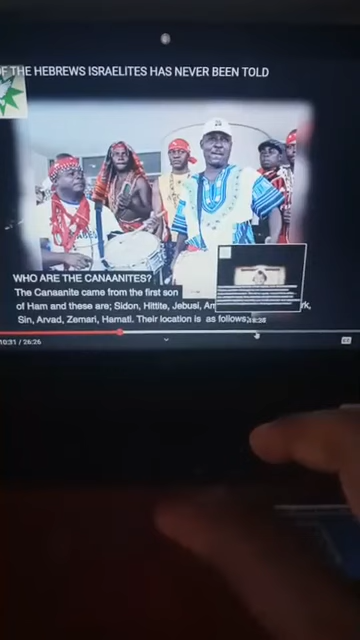 OF THE HEBREWS ISRAELITES HAS NEVER BEEN TOLD
WHO ARE THE CANAANITES?
The Canaanite came from the first son
of Ham and these are; Sidon, Hittite, Jebusi,
Sin, Arvad, Zemari, Hamati. Their location is as follows;
10:31 / 26:26